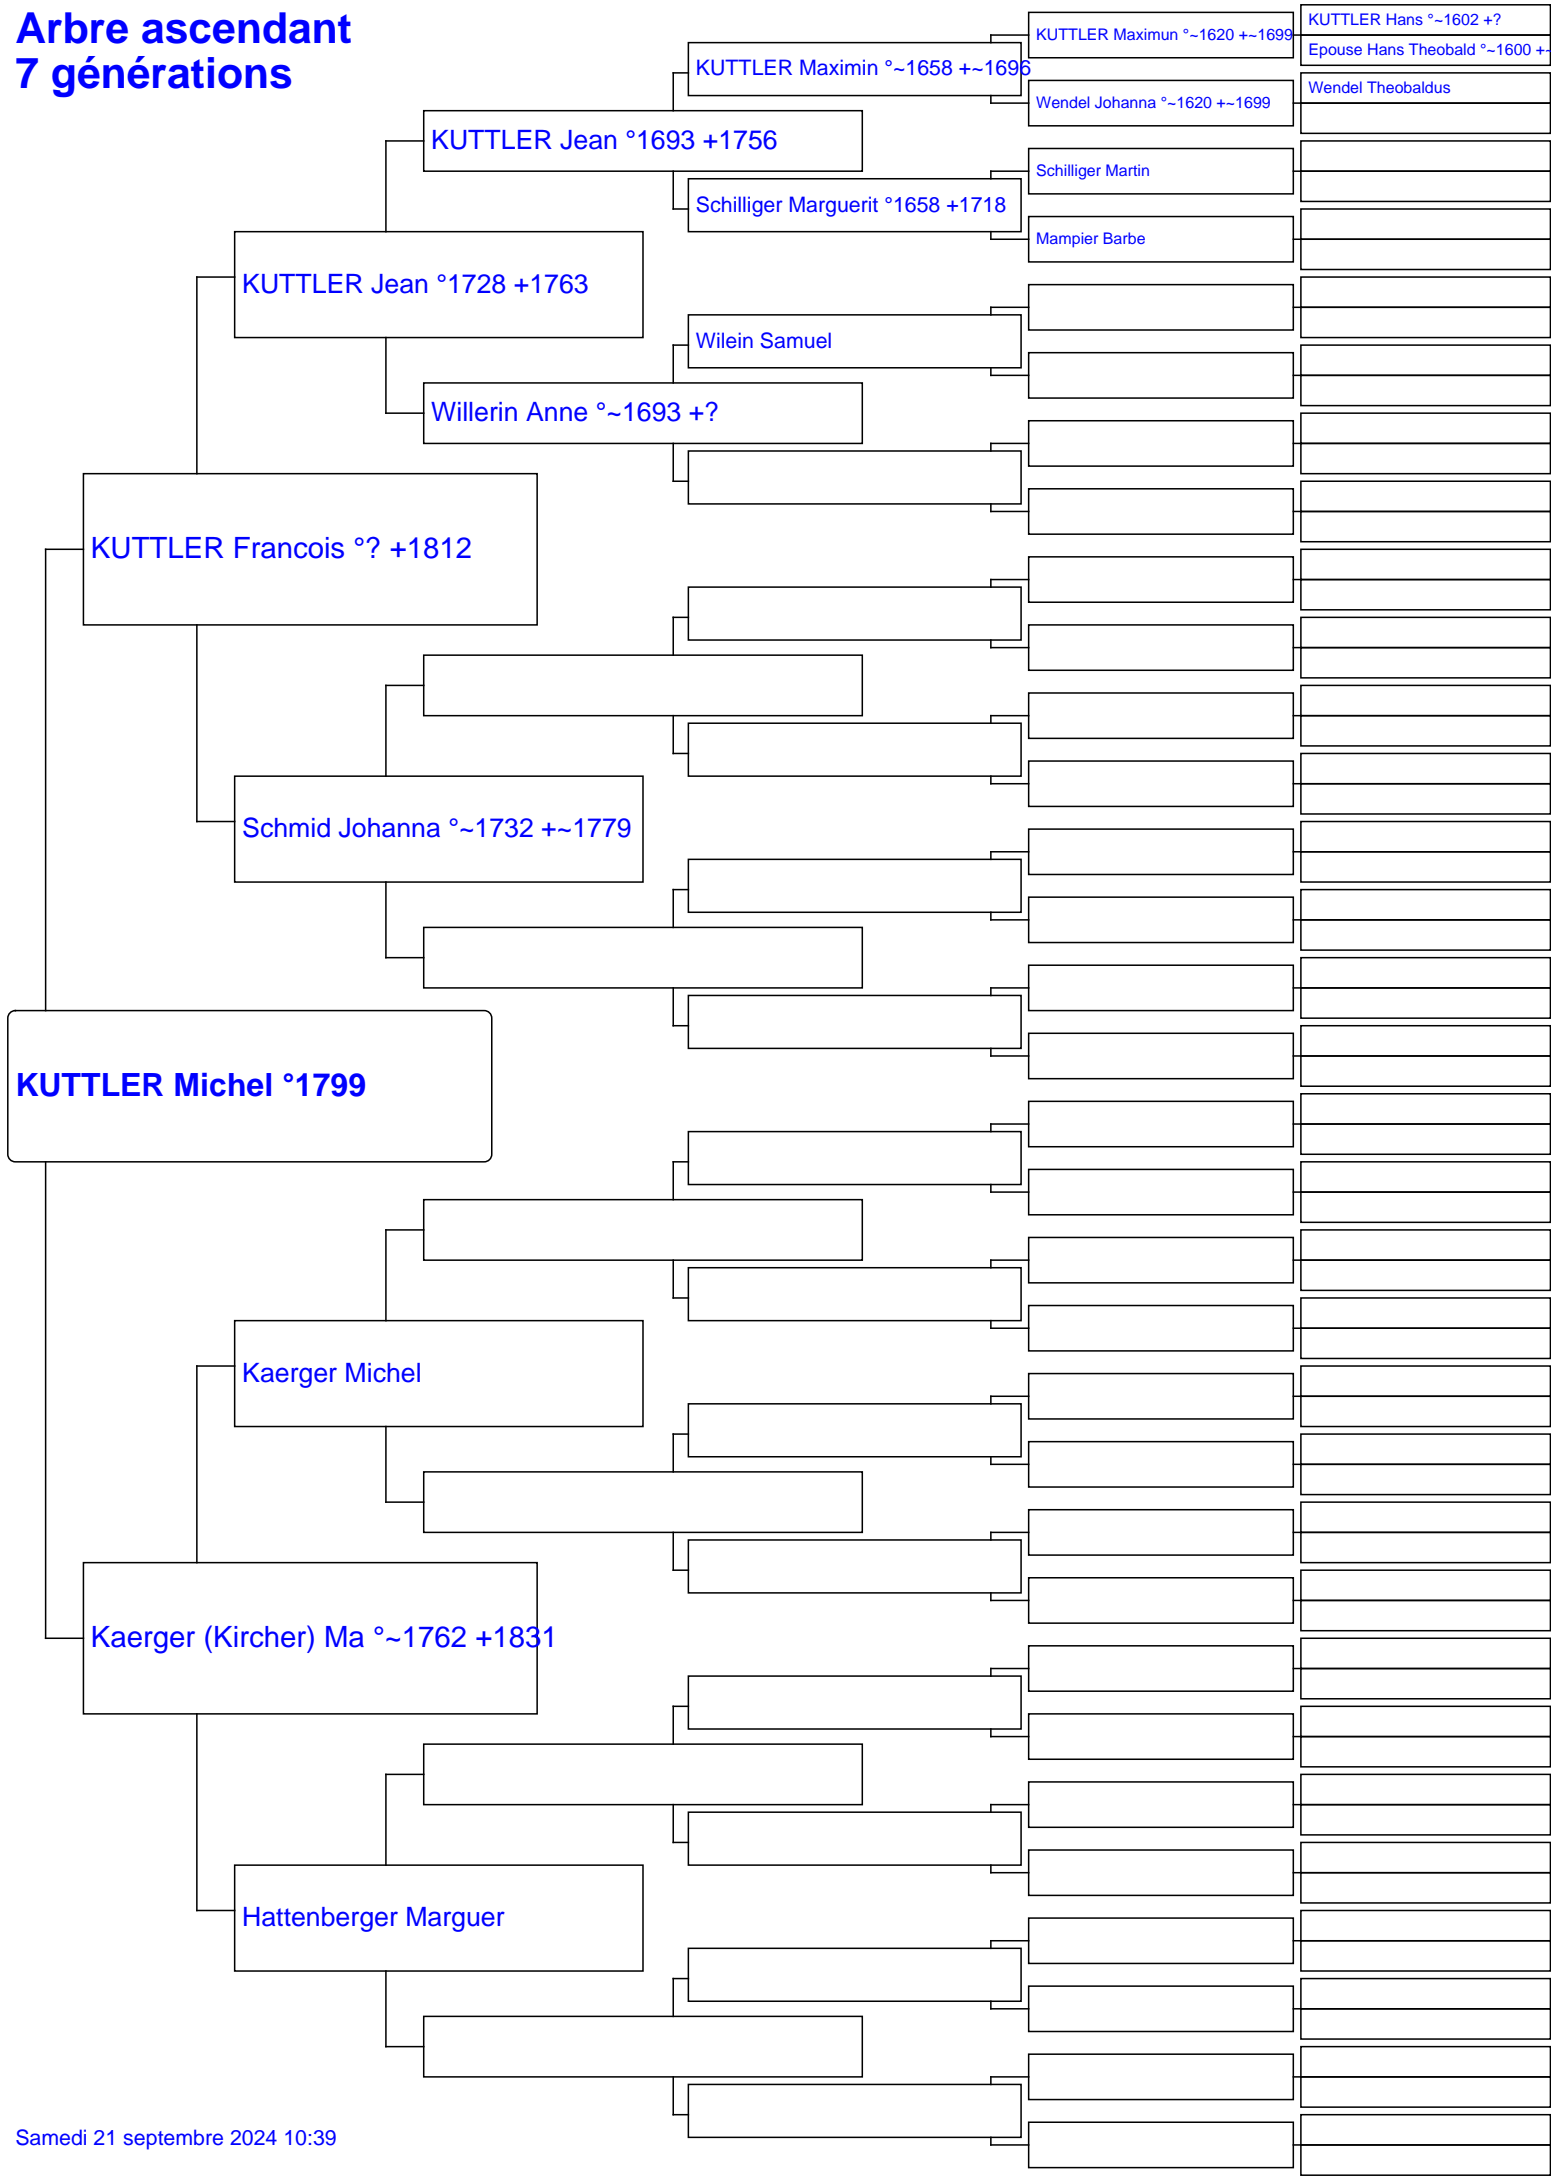 Arbre ascendant
7 générations
KUTTLER Hans °~1602 +?
KUTTLER Maximun °~1620 +~1699
Epouse Hans Theobald °~1600 +~
KUTTLER Maximin °~1658 +~1696
Wendel Theobaldus
Wendel Johanna °~1620 +~1699
KUTTLER Jean °1693 +1756
Schilliger Martin
Schilliger Marguerit °1658 +1718
Mampier Barbe
KUTTLER Jean °1728 +1763
Wilein Samuel
Willerin Anne °~1693 +?
KUTTLER Francois °? +1812
Schmid Johanna °~1732 +~1779
KUTTLER Michel °1799
Kaerger Michel
Kaerger (Kircher) Ma °~1762 +1831
Hattenberger Marguer
Samedi 21 septembre 2024 10:39